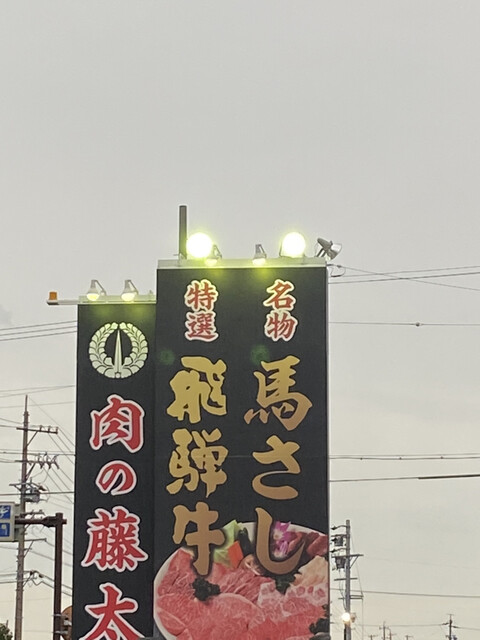 名物
馬さし
特選
飛騨牛
肉の藤太